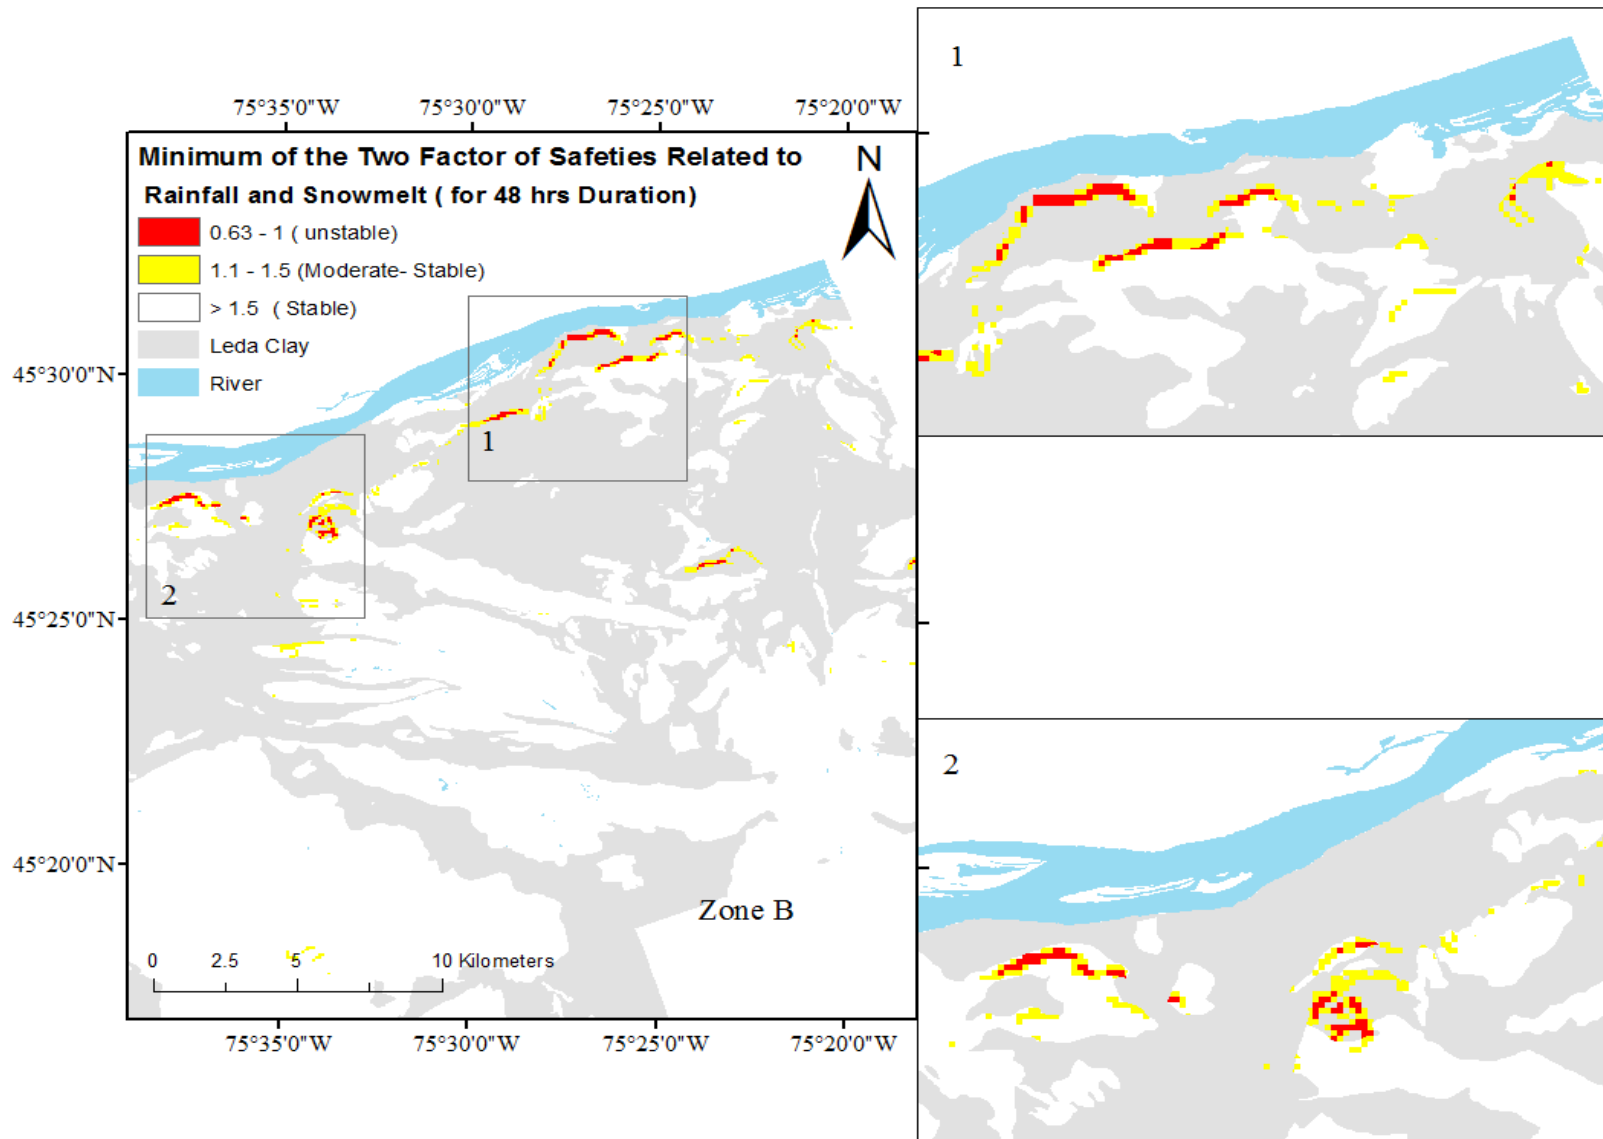 75°35'0"W 75°30'0"W 75°25'0"W 75°20'0"W
Minimum of the Two Factor of Safeties Related to
Rainfall and Snowmelt ( for 48 hrs Duration)
N
0.63 - 1 ( unstable)
1.1 - 1.5 (Moderate- Stable)
> 1.5 ( Stable)
Leda Clay
River
45°30'0"N
45°25'0"N
45°20'0"N
1
2
Zone B
0 2.5 5 10 Kilometers
75°35'0"W 75°30'0"W 75°25'0"W 75°20'0"W
1
2